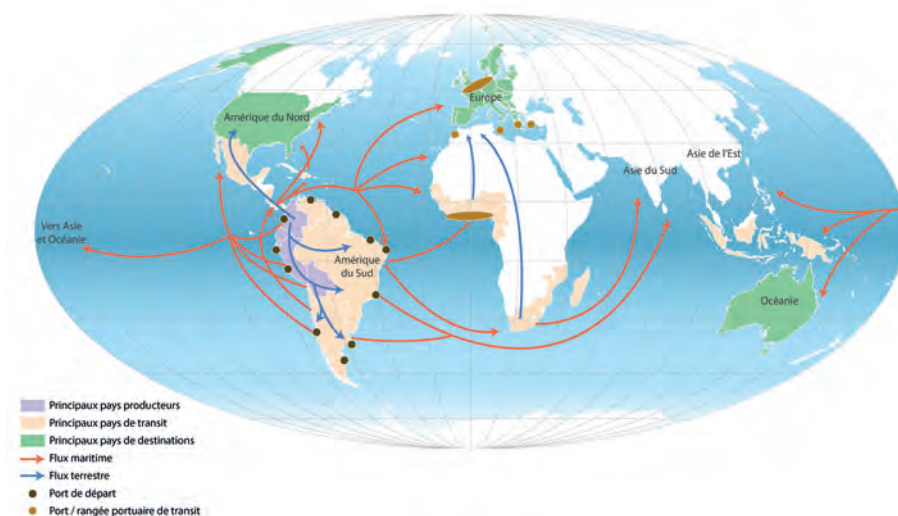 Europe
Amérique du Nord
Asie de l'Est
Asie du Sud
Vers Asie
et Océanie
Amérique
du Sud
Océanie
Principaux pays producteurs
Principaux pays de transit
Principaux pays de destinations
Flux maritime
Flux terrestre
Port de départ
Port / rangée portuaire de transit